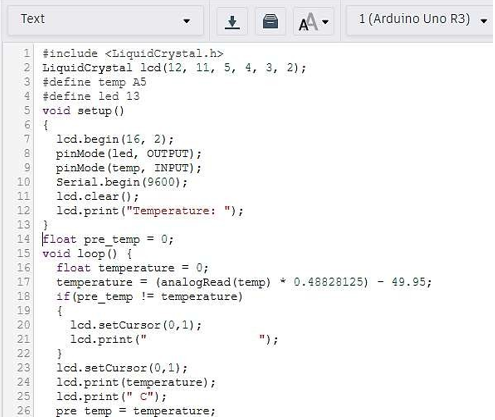 Text
1 (Arduino Uno R3)
1 #include <LiquidCrystal.h>
2 LiquidCrystal lcd(12, 11, 5, 4, 3, 2);
3 #define temp A5
4 #define led 13
5 void setup()
6 {
7 lcd.begin(16, 2);
8 pinMode(led, OUTPUT);
9 pinMode(temp, INPUT);
10 Serial.begin(9600);
11 lcd.clear();
12 lcd.print("Temperature: ");
13 }
14 float pre_temp = 0;
15 void loop() {
16 float temperature = 0;
17 temperature = (analogRead(temp) * 0.48828125) - 49.95;
18 if(pre_temp != temperature)
19 {
20 lcd.setCursor(0,1);
21 lcd.print("                ");
22 }
23 lcd.setCursor(0,1);
24 lcd.print(temperature);
25 lcd.print(" C");
26 pre_temp = temperature;